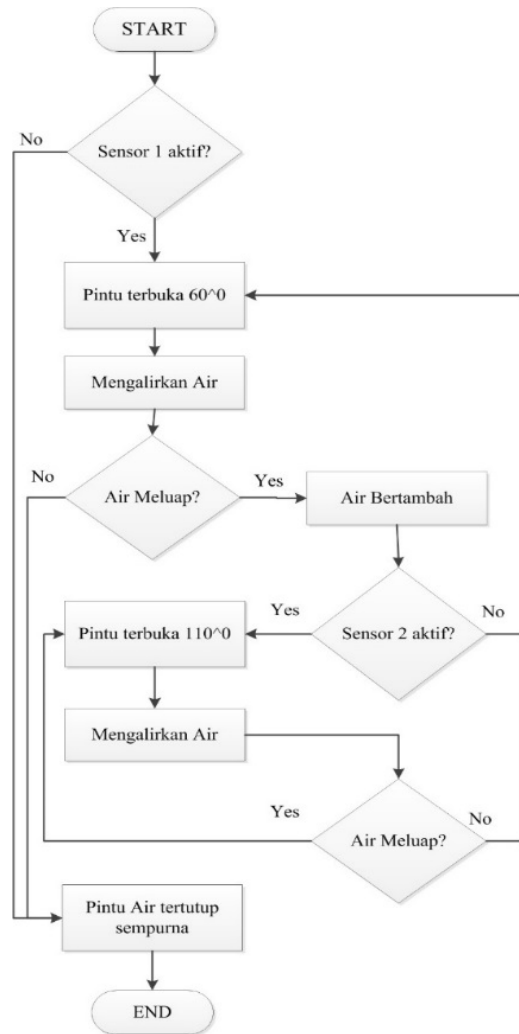 START
No
Sensor 1 aktif?
Yes
Pintu terbuka 60^0
Mengalirkan Air
No
Air Meluap?
Yes
Air Bertambah
Pintu terbuka 110^0
Yes
Sensor 2 aktif?
No
Mengalirkan Air
Yes
Air Meluap?
No
Pintu Air tertutup
sempurna
END